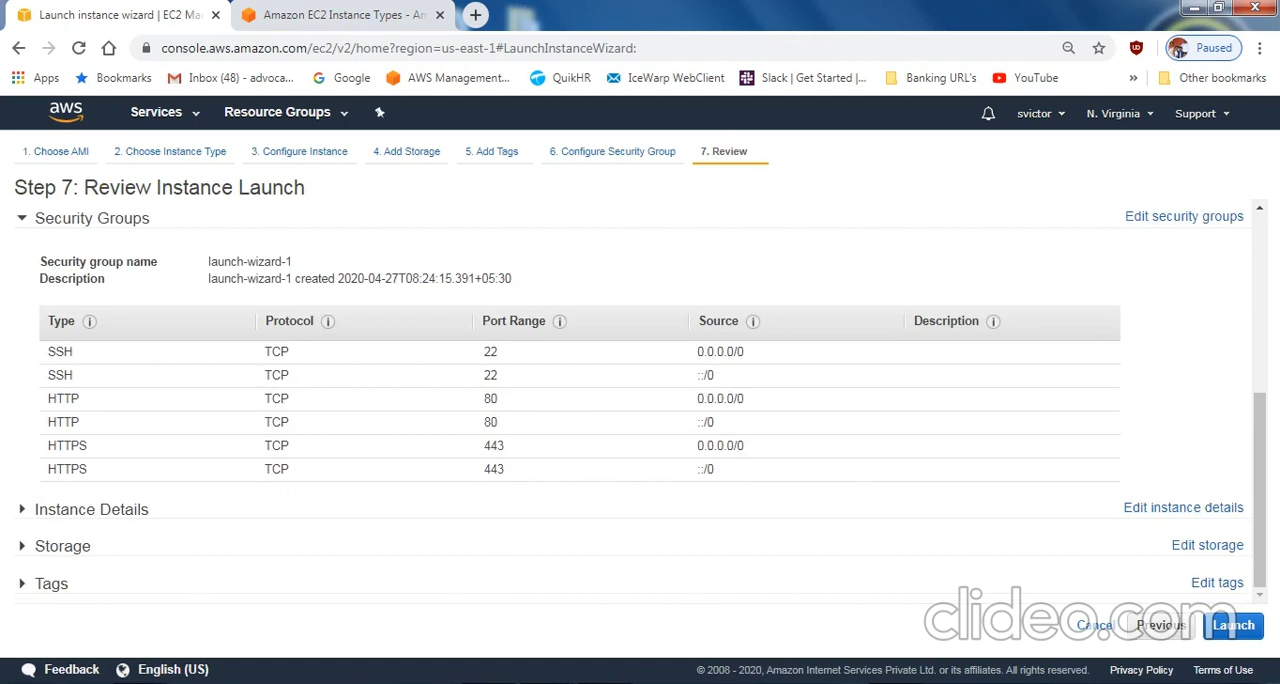 Launch instance wizard | EC2 Ma
Amazon EC2 Instance Types - Am
console.aws.amazon.com/ec2/v2/home?region=us-east-1#LaunchInstanceWizard:
Paused
Apps
Bookmarks
Inbox (48) - advoca...
Google
AWS Management...
QuikHR
IceWarp WebClient
Slack | Get Started |...
Banking URL's
YouTube
»
Other bookmarks
aws
Services
Resource Groups
svictor
N. Virginia
Support
1. Choose AMI
2. Choose Instance Type
3. Configure Instance
4. Add Storage
5. Add Tags
6. Configure Security Group
7. Review
Step 7: Review Instance Launch
Security Groups
Edit security groups
Security group name launch-wizard-1
Description launch-wizard-1 created 2020-04-27T08:24:15.391+05:30
Type Protocol Port Range Source Description
SSH TCP 22 0.0.0.0/0
SSH TCP 22 ::/0
HTTP TCP 80 0.0.0.0/0
HTTP TCP 80 ::/0
HTTPS TCP 443 0.0.0.0/0
HTTPS TCP 443 ::/0
Instance Details
Edit instance details
Storage
Edit storage
Tags
Edit tags
clideo.com
Cancel
Previous
Launch
Feedback
English (US)
© 2008 - 2020, Amazon Internet Services Private Ltd. or its affiliates. All rights reserved.
Privacy Policy
Terms of Use